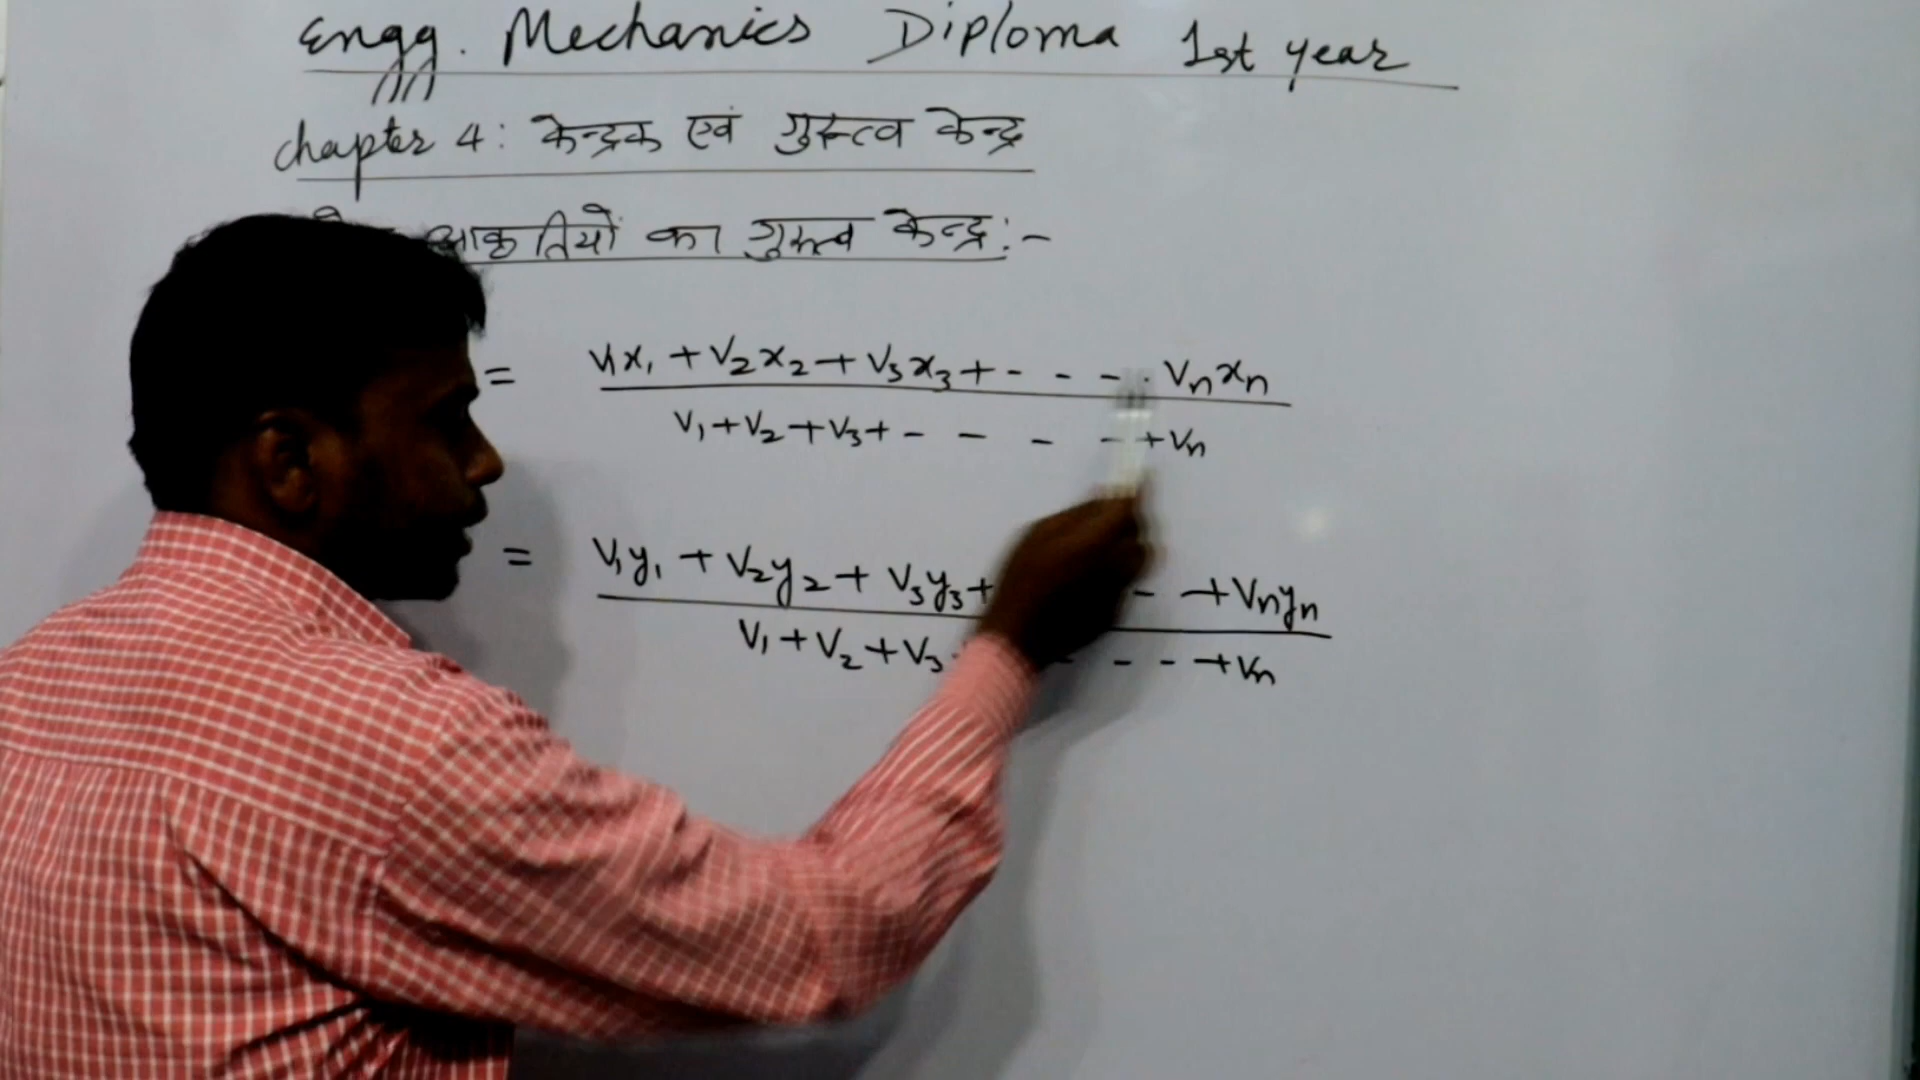 Engg. Mechanics Diploma 1st year
chapter 4: केन्द्रक एवं गुरूत्व केन्द्र
आकृतियों का गुरूत्व केन्द्र:-
= V₁x₁ + V₂x₂ + V₃x₃ + - - - . Vₙxₙ
V₁ + V₂ + V₃ + - - - - + Vₙ
= V₁y₁ + V₂y₂ + V₃y₃ + - + Vₙyₙ
V₁ + V₂ + V₃ - - - + Vₙ